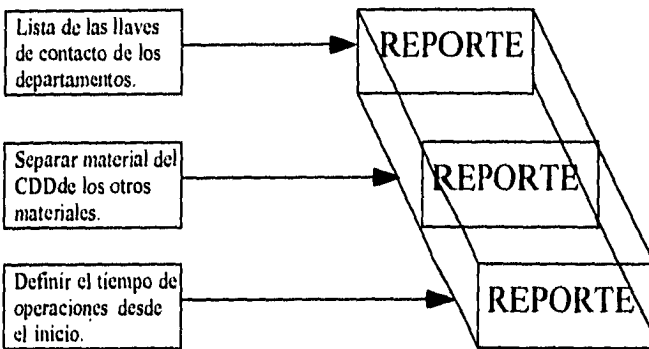 Lista de las llaves
de contacto de los
departamentos.
REPORTE
Separar material del
CDDde los otros
materiales.
REPORTE
Definir el tiempo de
operaciones desde
el inicio.
REPORTE